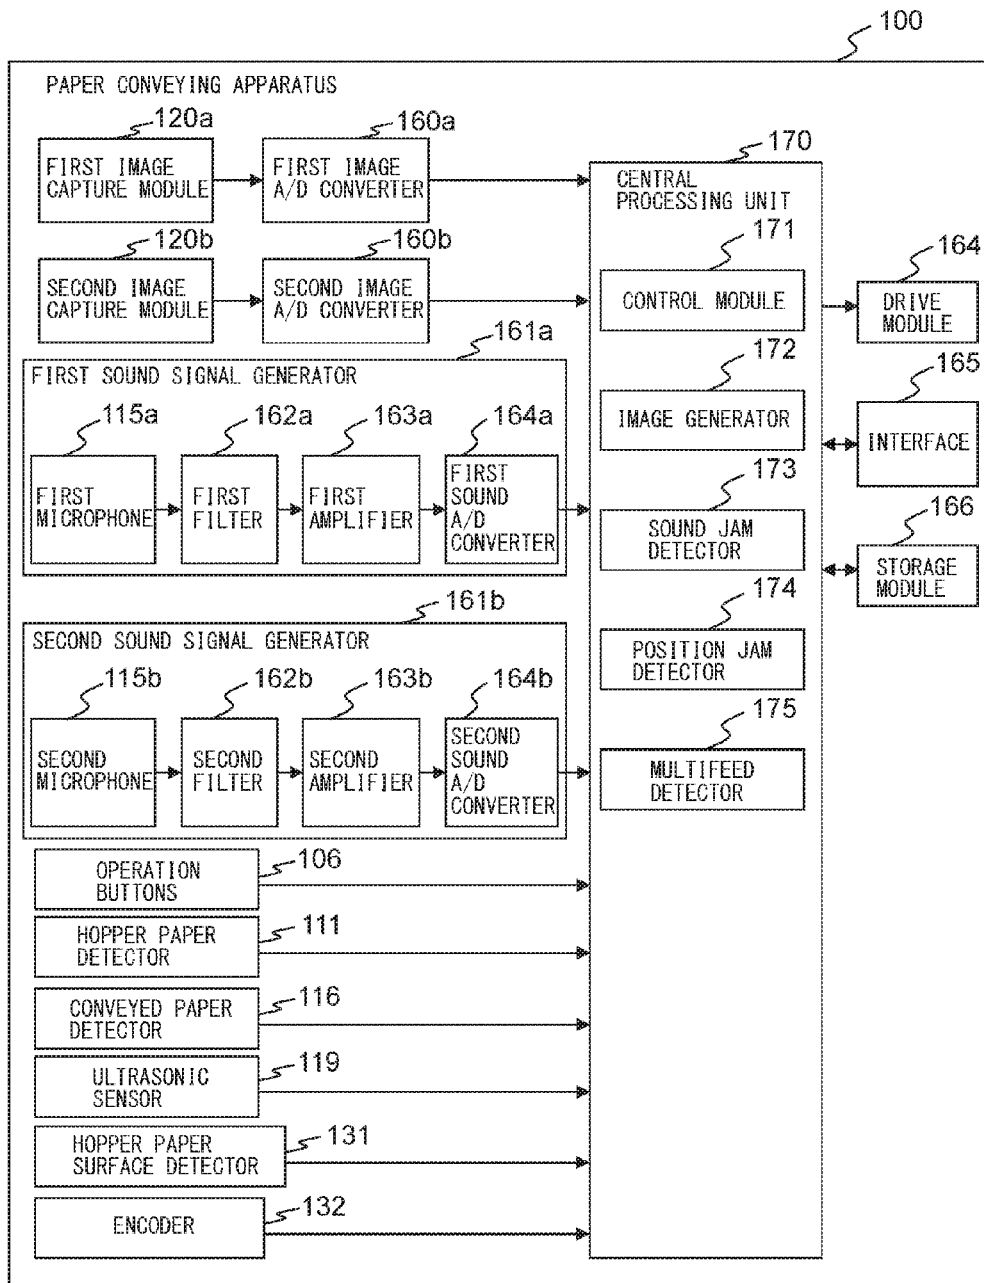 100
PAPER CONVEYING APPARATUS
120a
FIRST IMAGE
CAPTURE MODULE
160a
FIRST IMAGE
A/D CONVERTER
120b
SECOND IMAGE
CAPTURE MODULE
160b
SECOND IMAGE
A/D CONVERTER
161a
FIRST SOUND SIGNAL GENERATOR
115a
FIRST
MICROPHONE
162a
FIRST
FILTER
163a
FIRST
AMPLIFIER
164a
FIRST
SOUND
A/D
CONVERTER
161b
SECOND SOUND SIGNAL GENERATOR
115b
SECOND
MICROPHONE
162b
SECOND
FILTER
163b
SECOND
AMPLIFIER
164b
SECOND
SOUND
A/D
CONVERTER
106
OPERATION
BUTTONS
111
HOPPER PAPER
DETECTOR
116
CONVEYED PAPER
DETECTOR
119
ULTRASONIC
SENSOR
131
HOPPER PAPER
SURFACE DETECTOR
132
ENCODER
170
CENTRAL
PROCESSING UNIT
171
CONTROL MODULE
172
IMAGE GENERATOR
173
SOUND JAM
DETECTOR
174
POSITION JAM
DETECTOR
175
MULTIFEED
DETECTOR
164
DRIVE
MODULE
165
INTERFACE
166
STORAGE
MODULE